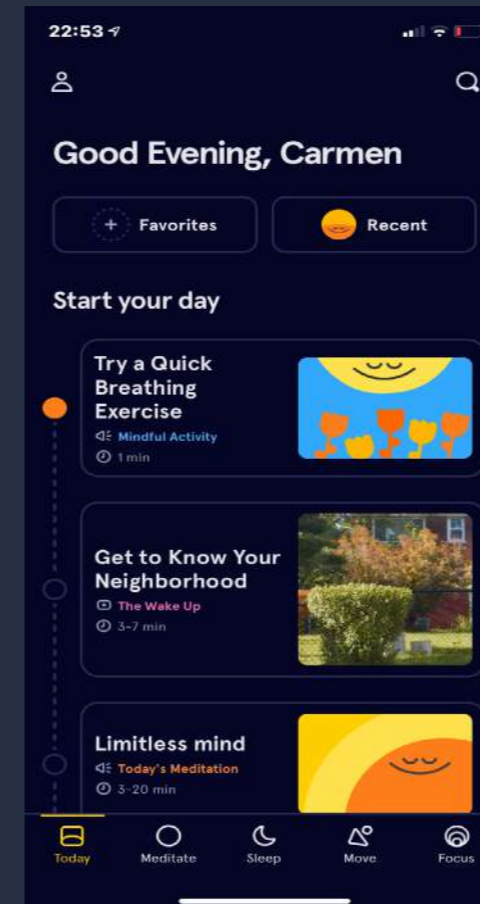 22:53
Good Evening, Carmen
Favorites
Recent
Start your day
Try a Quick
Breathing
Exercise
Mindful Activity
1 min
Get to Know Your
Neighborhood
The Wake Up
3-7 min
Limitless mind
Today's Meditation
3-20 min
Today
Meditate
Sleep
Move
Focus